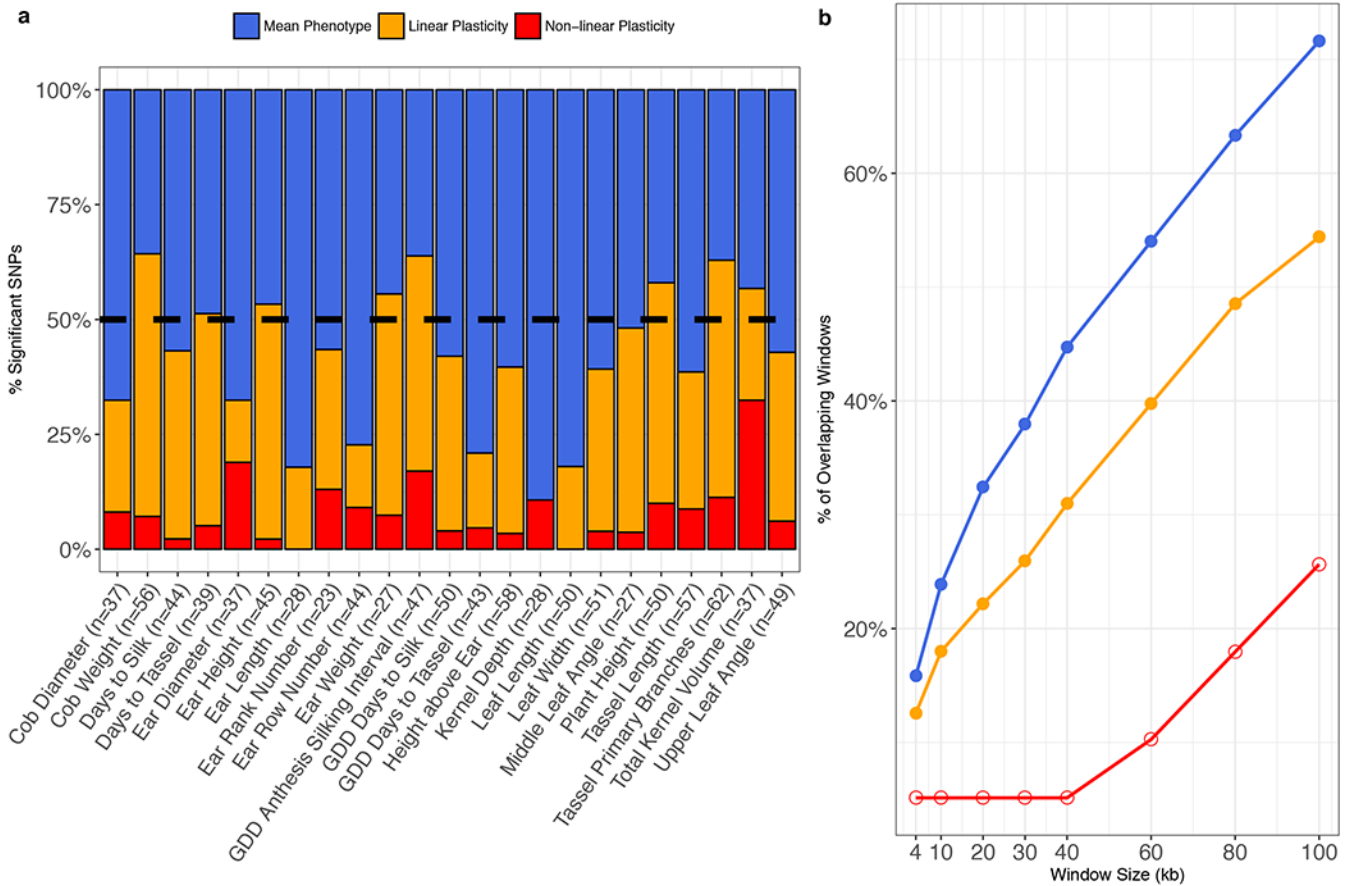 a
Mean Phenotype Linear Plasticity Non−linear Plasticity
% Significant SNPs
100%
75%
50%
25%
0%
Cob Diameter (n=37)
Cob Weight (n=56)
Days to Silk (n=44)
Days to Tassel (n=39)
Ear Diameter (n=37)
Ear Height (n=45)
Ear Length (n=28)
Ear Rank Number (n=23)
Ear Row Number (n=44)
Ear Weight (n=27)
GDD Anthesis Silking Interval (n=47)
GDD Days to Silk (n=50)
GDD Days to Tassel (n=43)
Height above Ear (n=58)
Kernel Depth (n=28)
Leaf Length (n=50)
Leaf Width (n=51)
Middle Leaf Angle (n=27)
Plant Height (n=50)
Tassel Length (n=57)
Tassel Primary Branches (n=62)
Total Kernel Volume (n=37)
Upper Leaf Angle (n=49)
b
% of Overlapping Windows
60%
40%
20%
4 10 20 30 40 60 80 100
Window Size (kb)